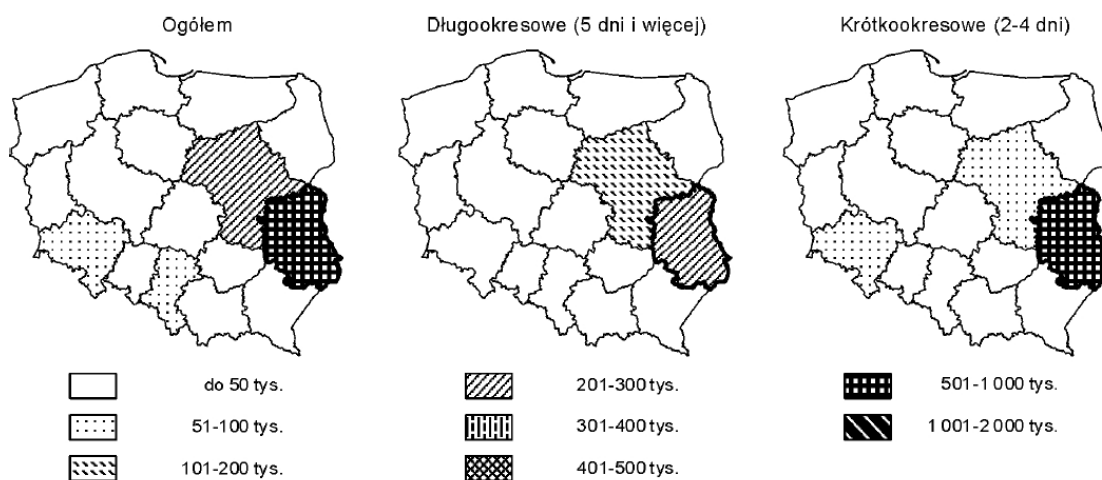 Ogółem
Długookresowe (5 dni i więcej)
Krótkookresowe (2-4 dni)
do 50 tys.
51-100 tys.
101-200 tys.
201-300 tys.
301-400 tys.
401-500 tys.
501-1 000 tys.
1 001-2 000 tys.